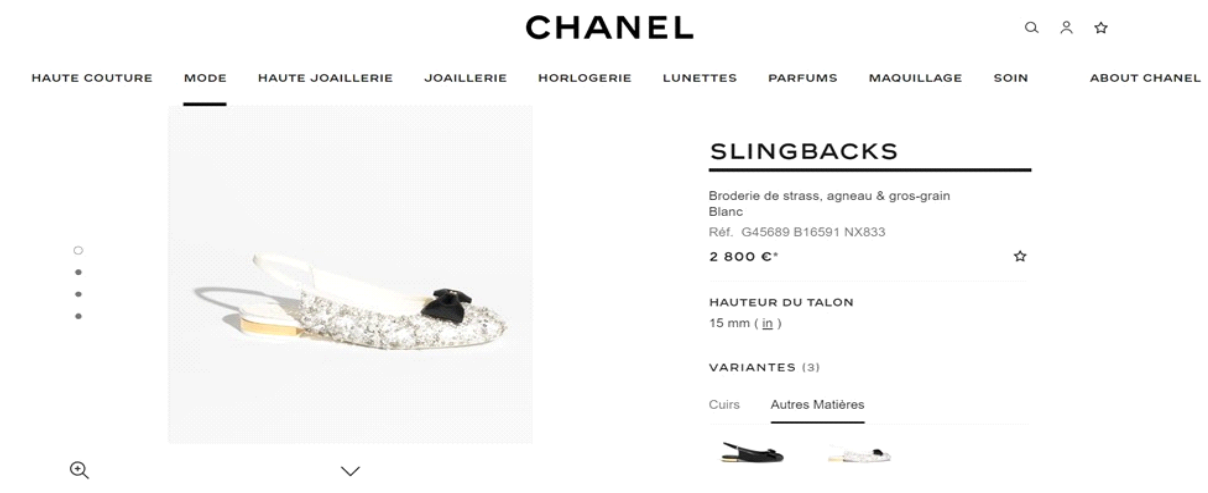 CHANEL
HAUTE COUTURE MODE HAUTE JOAILLERIE JOAILLERIE HORLOGERIE LUNETTES PARFUMS MAQUILLAGE SOIN ABOUT CHANEL
SLINGBACKS
Broderie de strass, agneau & gros-grain
Blanc
Réf. G45689 B16591 NX833
2 800 €*
HAUTEUR DU TALON
15 mm ( in )
VARIANTES (3)
Cuirs Autres Matières